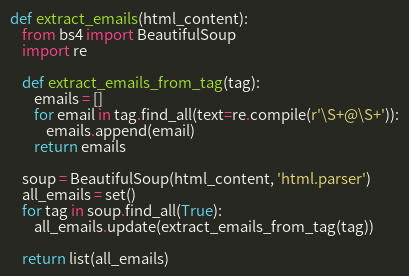 def extract_emails(html_content):
    from bs4 import BeautifulSoup
    import re

    def extract_emails_from_tag(tag):
        emails = []
        for email in tag.find_all(text=re.compile(r'\S+@\S+')):
            emails.append(email)
        return emails

    soup = BeautifulSoup(html_content, 'html.parser')
    all_emails = set()
    for tag in soup.find_all(True):
        all_emails.update(extract_emails_from_tag(tag))

    return list(all_emails)